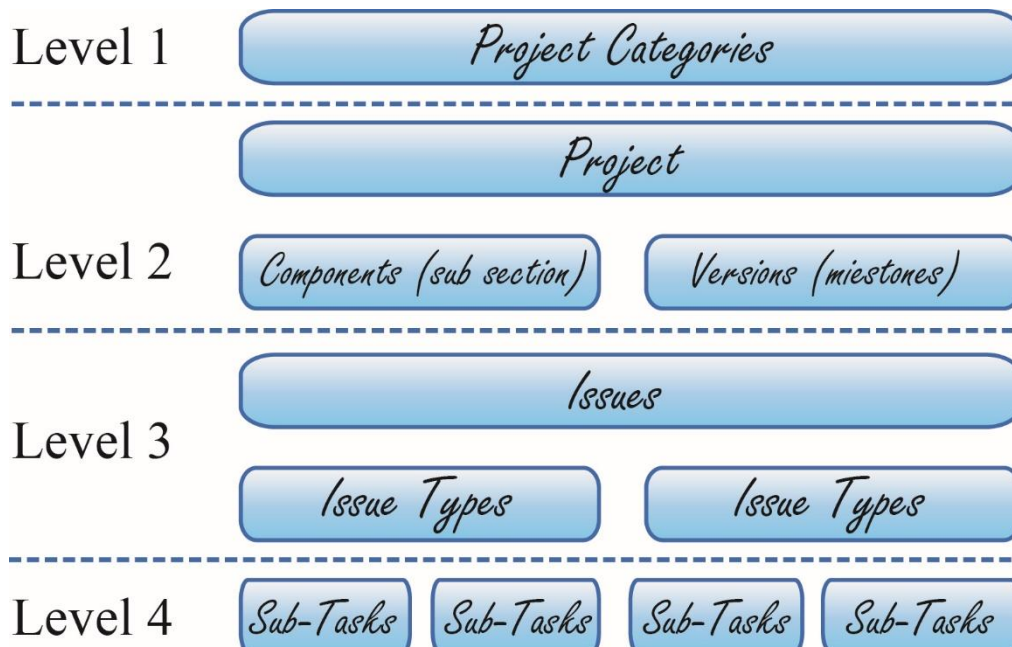 Level 1
Project Categories
Project
Level 2
Components (sub section)
Versions (miestones)
Issues
Level 3
Issue Types
Issue Types
Level 4
Sub-Tasks
Sub-Tasks
Sub-Tasks
Sub-Tasks